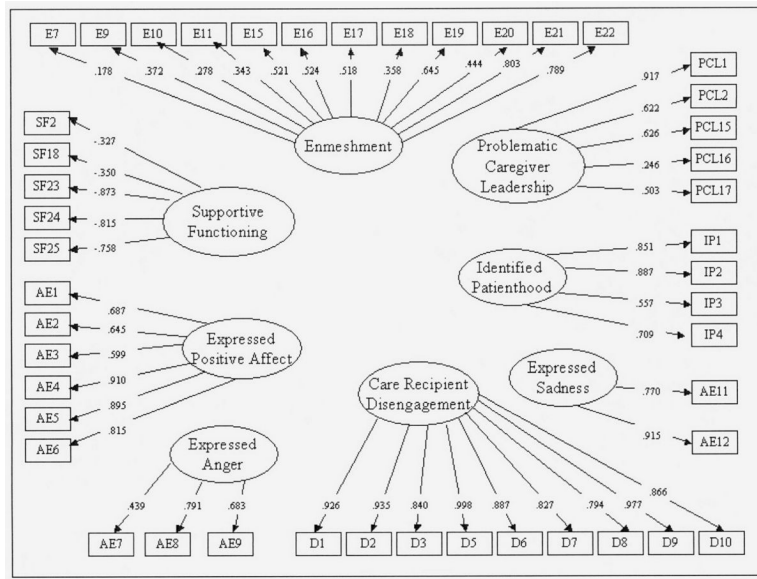 E7 E9 E10 E11 E15 E16 E17 E18 E19 E20 E21 E22
.178 .372 .278 .343 .521 .524 .518 .358 .645 .444 .803 .789
Enmeshment
PCL1
PCL2
PCL15
PCL16
PCL17
.917
.622
.626
.246
.503
Problematic
Caregiver
Leadership
SF2
SF18
SF23
SF24
SF25
-.327
-.350
-.873
-.815
-.758
Supportive
Functioning
IP1
IP2
IP3
IP4
.851
.887
.557
.709
Identified
Patienthood
AE1
AE2
AE3
AE4
AE5
AE6
.687
.645
.599
.910
.895
.815
Expressed
Positive Affect
Expressed
Sadness
.770
.915
AE11
AE12
Care Recipient
Disengagement
.926 .935 .840 .998 .887 .827 .794 .977 .866
D1 D2 D3 D5 D6 D7 D8 D9 D10
Expressed
Anger
.439 .791 .683
AE7 AE8 AE9